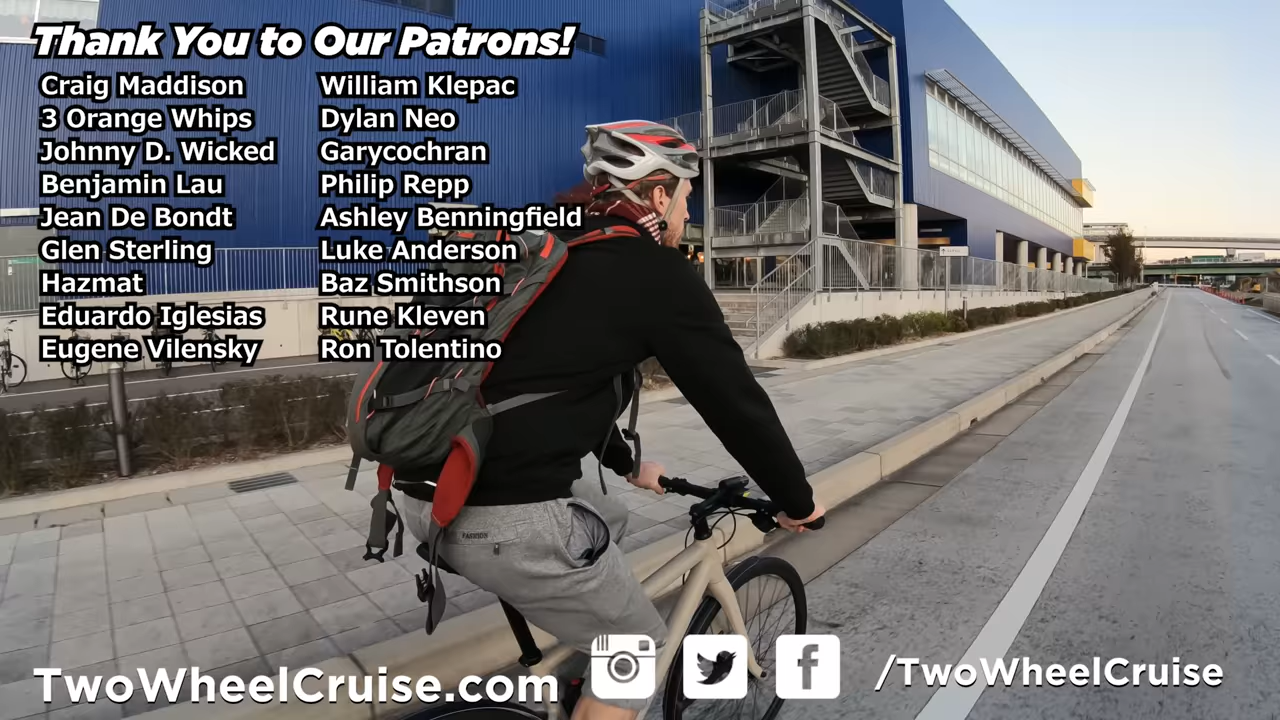 Thank You to Our Patrons!
Craig Maddison
3 Orange Whips
Johnny D. Wicked
Benjamin Lau
Jean De Bondt
Glen Sterling
Hazmat
Eduardo Iglesias
Eugene Vilensky
William Klepac
Dylan Neo
Garycochran
Philip Repp
Ashley Benningfield
Luke Anderson
Baz Smithson
Rune Kleven
Ron Tolentino
FASHION
TwoWheelCruise.com
/TwoWheelCruise